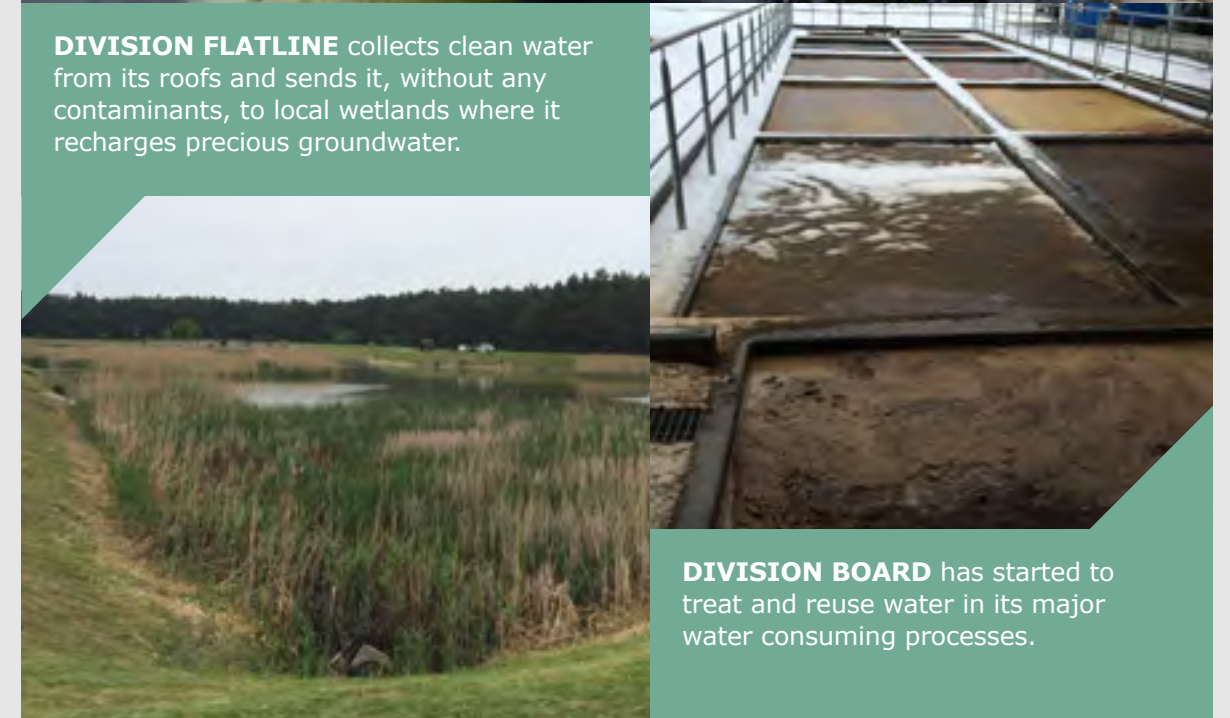 DIVISION FLATLINE collects clean water
from its roofs and sends it, without any
contaminants, to local wetlands where it
recharges precious groundwater.
DIVISION BOARD has started to
treat and reuse water in its major
water consuming processes.